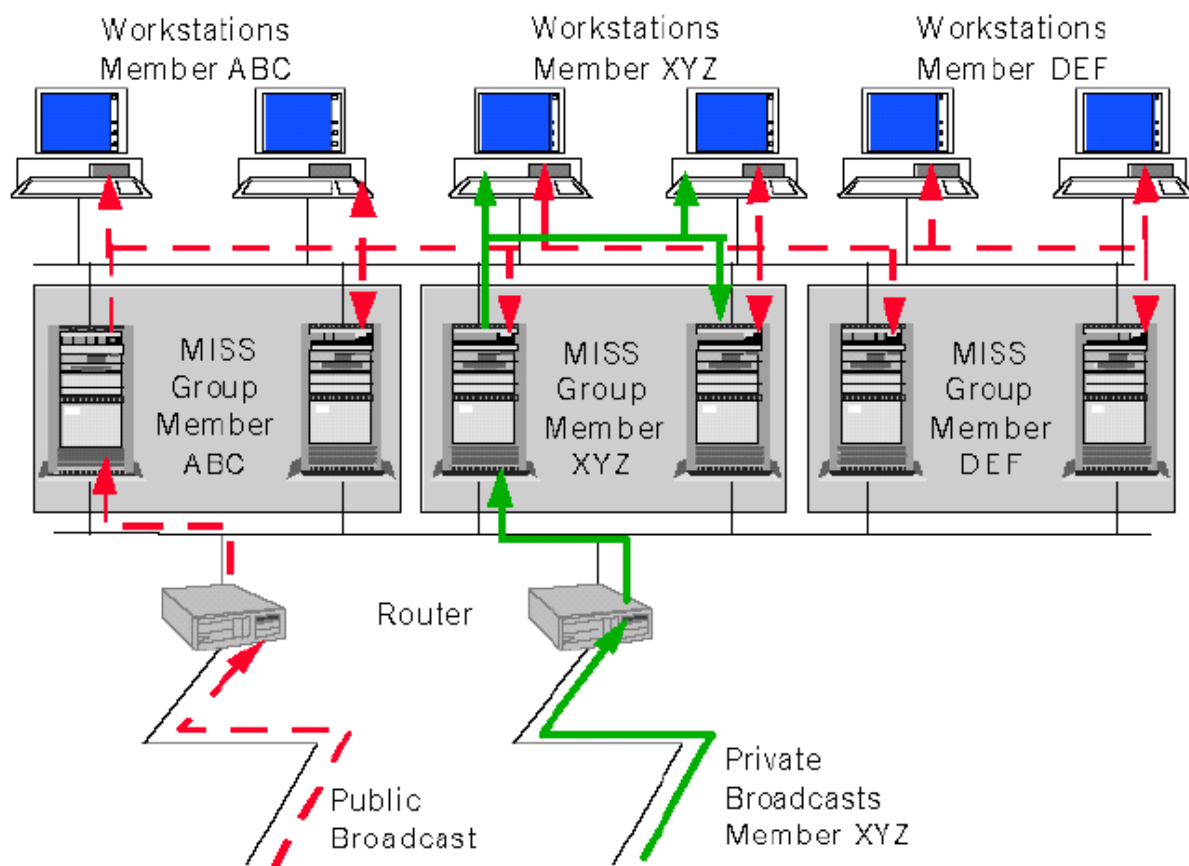 Workstations
Member ABC
Workstations
Member XYZ
Workstations
Member DEF
MISS
Group
Member
ABC
MISS
Group
Member
XYZ
MISS
Group
Member
DEF
Router
Public
Broadcast
Private
Broadcasts
Member XYZ